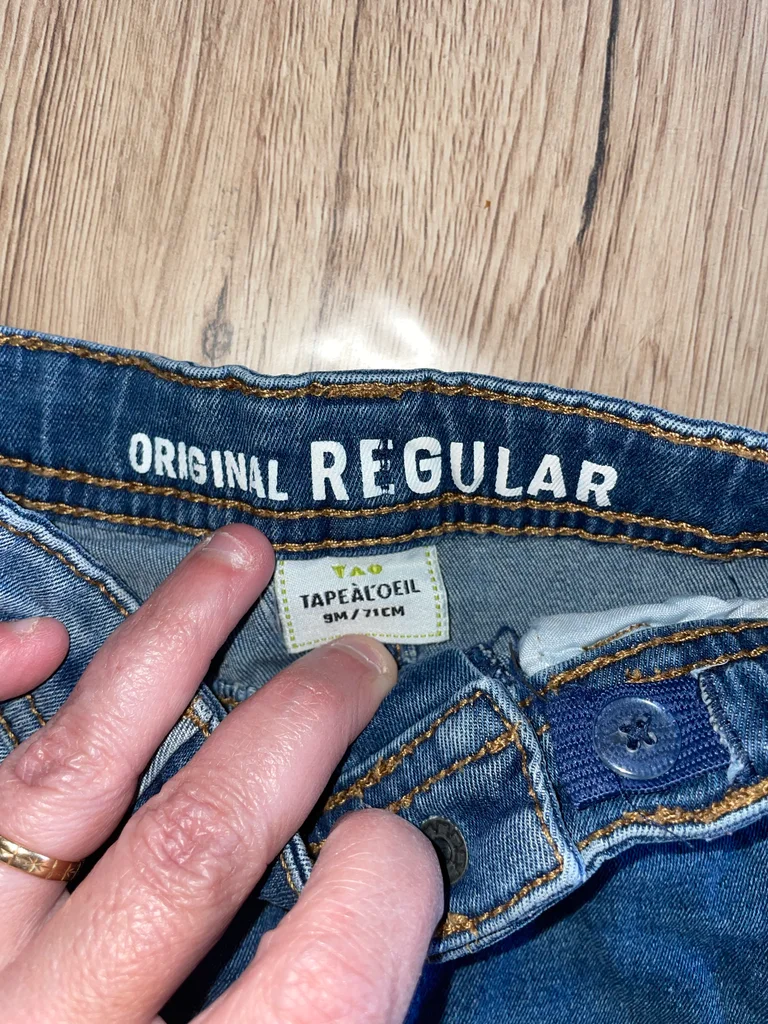 ORIGINAL REGULAR
TAO
TAPEÀL'OEIL
9M/71CM